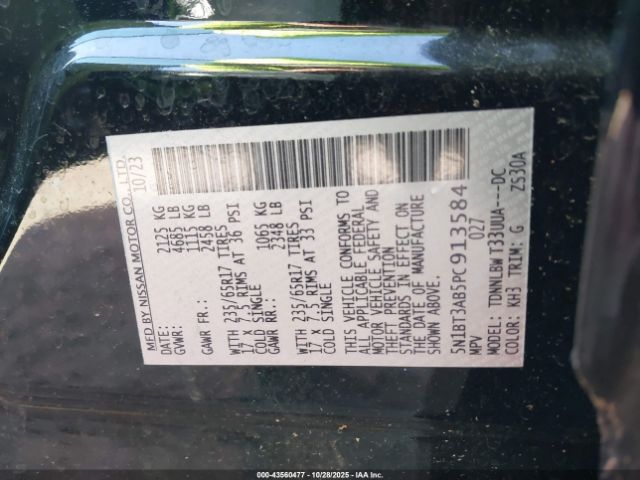 MFD BY NISSAN MOTOR CO., LTD.
DATE: 10/23
GVWR: 2125 KG
4685 LB
GAWR FR.: 1115 KG
2458 LB
WITH 235/65R17 TIRES
17 X 7.5 RIMS AT 36 PSI
COLD SINGLE
GAWR RR.: 1065 KG
2348 LB
WITH 235/65R17 TIRES
17 X 7.5 RIMS AT 33 PSI
COLD SINGLE
THIS VEHICLE CONFORMS TO
ALL APPLICABLE FEDERAL
MOTOR VEHICLE SAFETY AND
THEFT PREVENTION
STANDARDS IN EFFECT ON
THE DATE OF MANUFACTURE
SHOWN ABOVE.
5N1BT3AB5PC913584
MPV 027
MODEL: TDNNLBW T33UUA---DC
COLOR: KH3 TRIM: G ZS30A
000-43560477 | 10/28/2025 | IAAI.COM